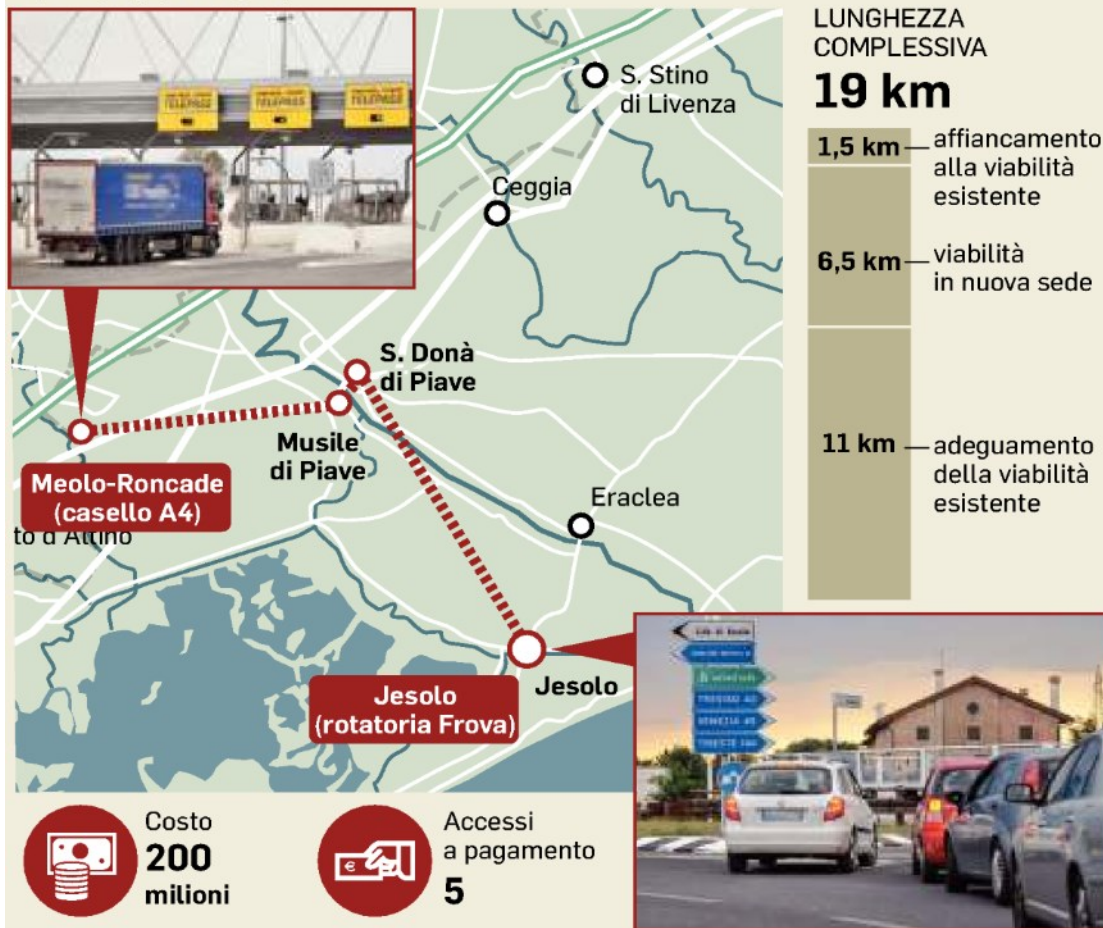 TELEPASS
TELEPASS
TELEPASS
S. Stino
di Livenza
Ceggia
S. Donà
di Piave
Musile
di Piave
Meolo-Roncade
(casello A4)
to d'Altino
Eraclea
Jesolo
Jesolo
(rotatoria Frova)
LUNGHEZZA
COMPLESSIVA
19 km
1,5 km
affiancamento
alla viabilità
esistente
6,5 km
viabilità
in nuova sede
11 km
adeguamento
della viabilità
esistente
Costo
200
milioni
€
Accessi
a pagamento
5